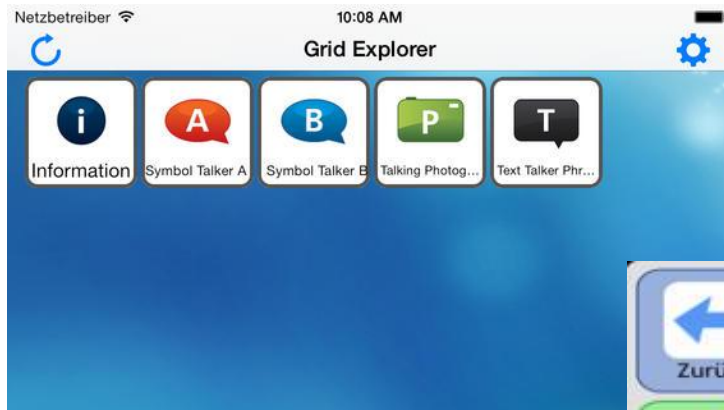 Netzbetreiber 10:08 AM
Grid Explorer
i A B P T
Information Symbol Talker A Symbol Talker B Talking Photog... Text Talker Phr...
Zurü